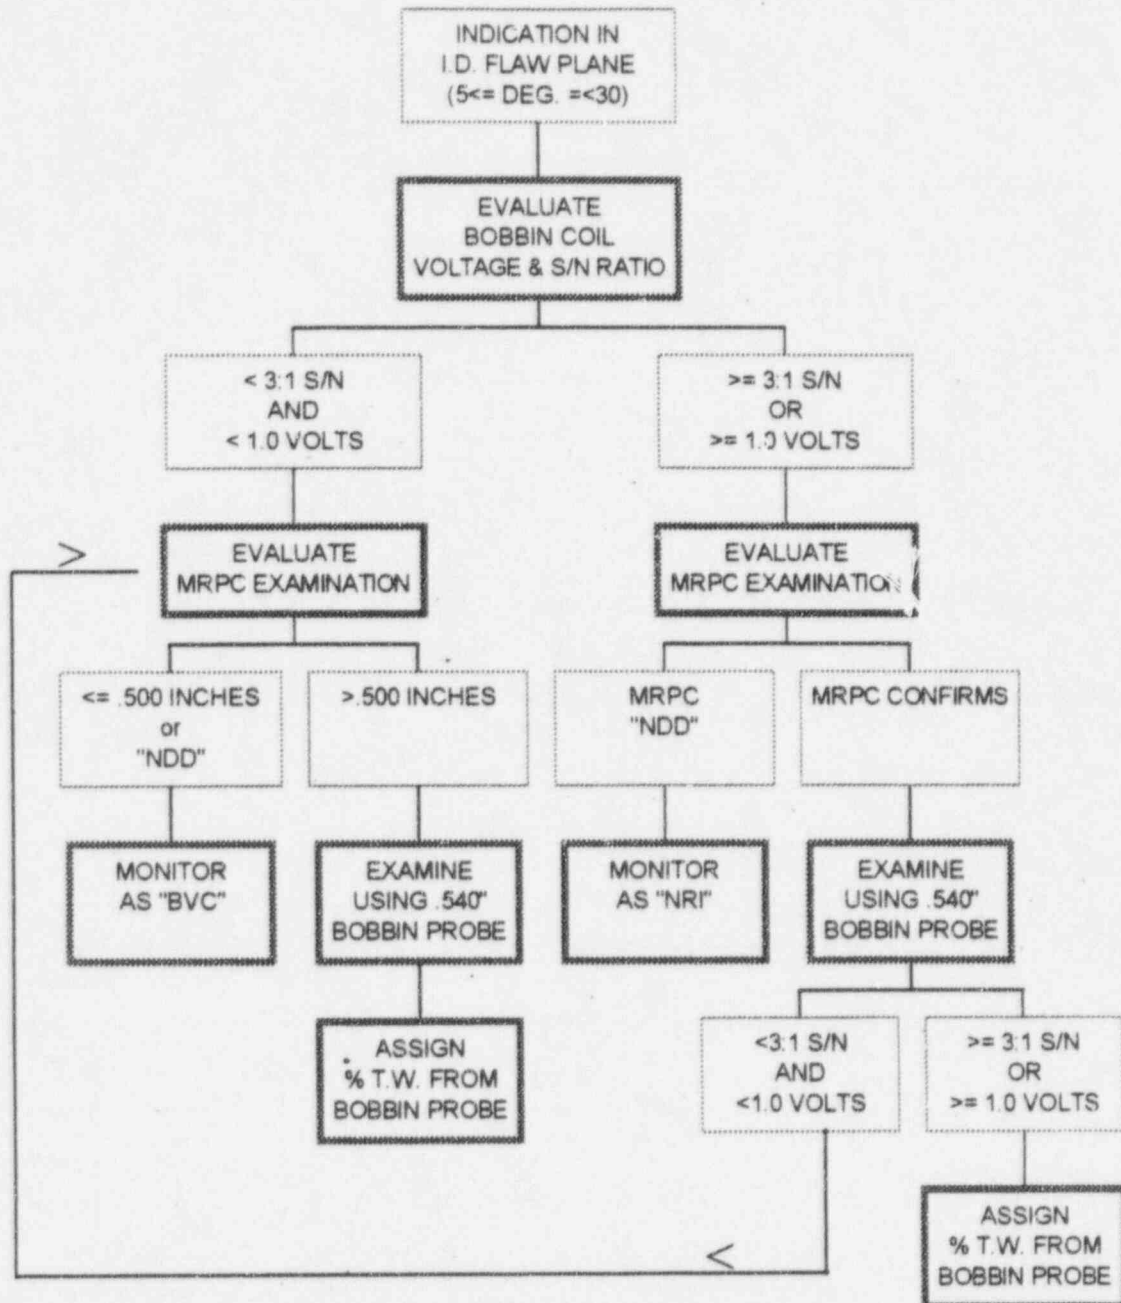 INDICATION IN
I.D. FLAW PLANE
(5<= DEG. =<30)
EVALUATE
BOBBIN COIL
VOLTAGE & S/N RATIO
< 3:1 S/N
AND
< 1.0 VOLTS
>= 3:1 S/N
OR
>= 1.0 VOLTS
>
EVALUATE
MRPC EXAMINATION
EVALUATE
MRPC EXAMINATION
<= .500 INCHES
or
"NDD"
>.500 INCHES
MRPC
"NDD"
MRPC CONFIRMS
MONITOR
AS "BVC"
EXAMINE
USING .540"
BOBBIN PROBE
MONITOR
AS "NRI"
EXAMINE
USING .540"
BOBBIN PROBE
ASSIGN
% T.W. FROM
BOBBIN PROBE
<3:1 S/N
AND
<1.0 VOLTS
>= 3:1 S/N
OR
>= 1.0 VOLTS
<
ASSIGN
% T.W. FROM
BOBBIN PROBE